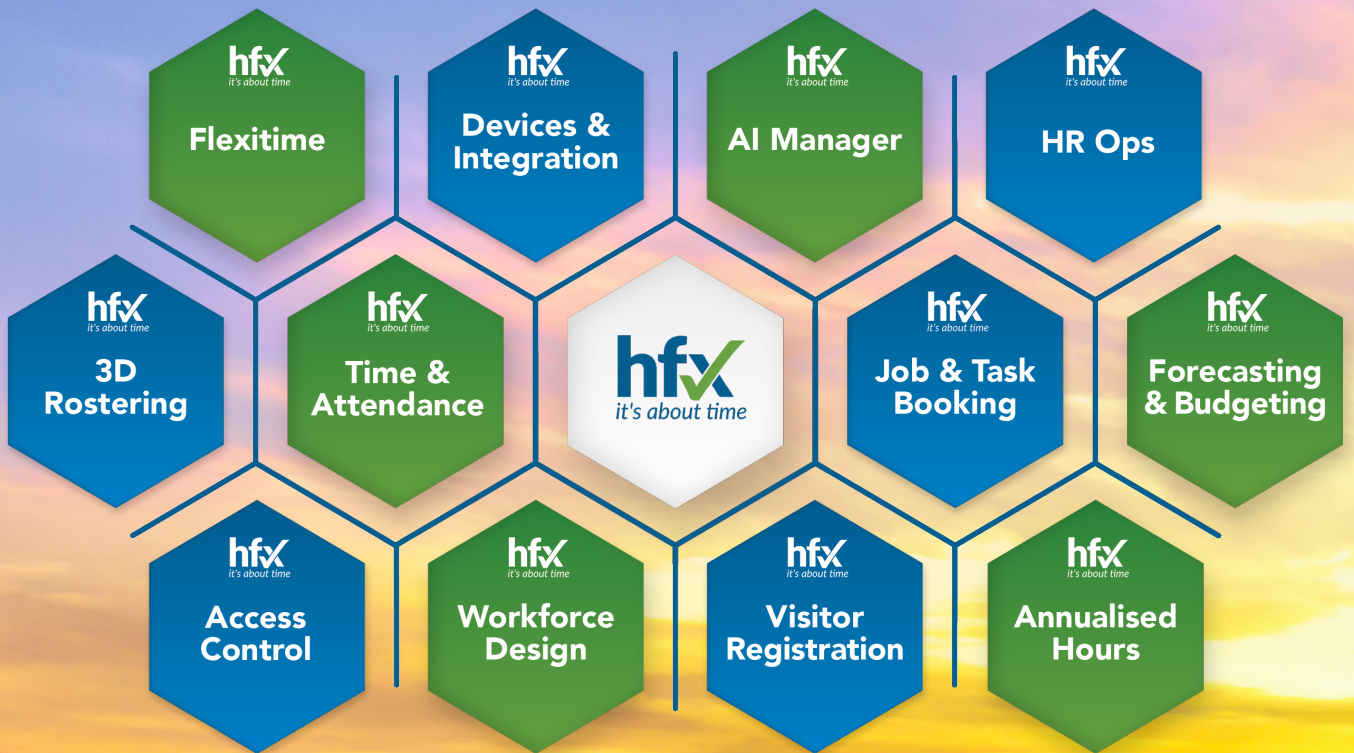 hfx
it's about time
Flexitime
hfx
it's about time
Devices &
Integration
hfx
it's about time
AI Manager
hfx
it's about time
HR Ops
hfx
it's about time
3D
Rostering
hfx
it's about time
Time &
Attendance
hfx
it's about time
hfx
it's about time
Job & Task
Booking
hfx
it's about time
Forecasting
& Budgeting
hfx
it's about time
Access
Control
hfx
it's about time
Workforce
Design
hfx
it's about time
Visitor
Registration
hfx
it's about time
Annualised
Hours